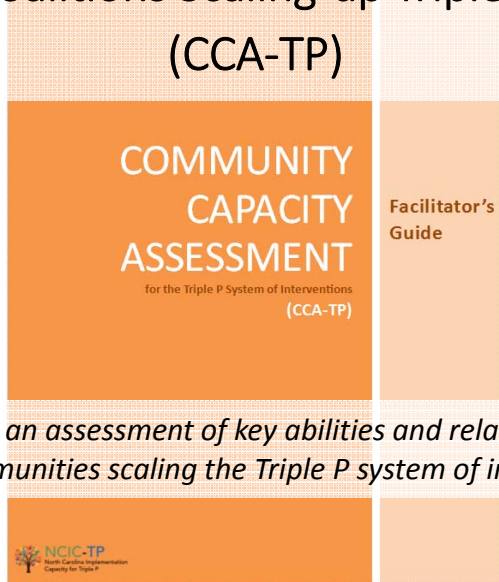 (CCA-TP)
COMMUNITY
CAPACITY
ASSESSMENT
for the Triple P System of Interventions
(CCA-TP)
Facilitator's
Guide
an assessment of key abilities and rela
munities scaling the Triple P system of in
NCIC-TP
North Carolina Implementation
Capacity for Triple P